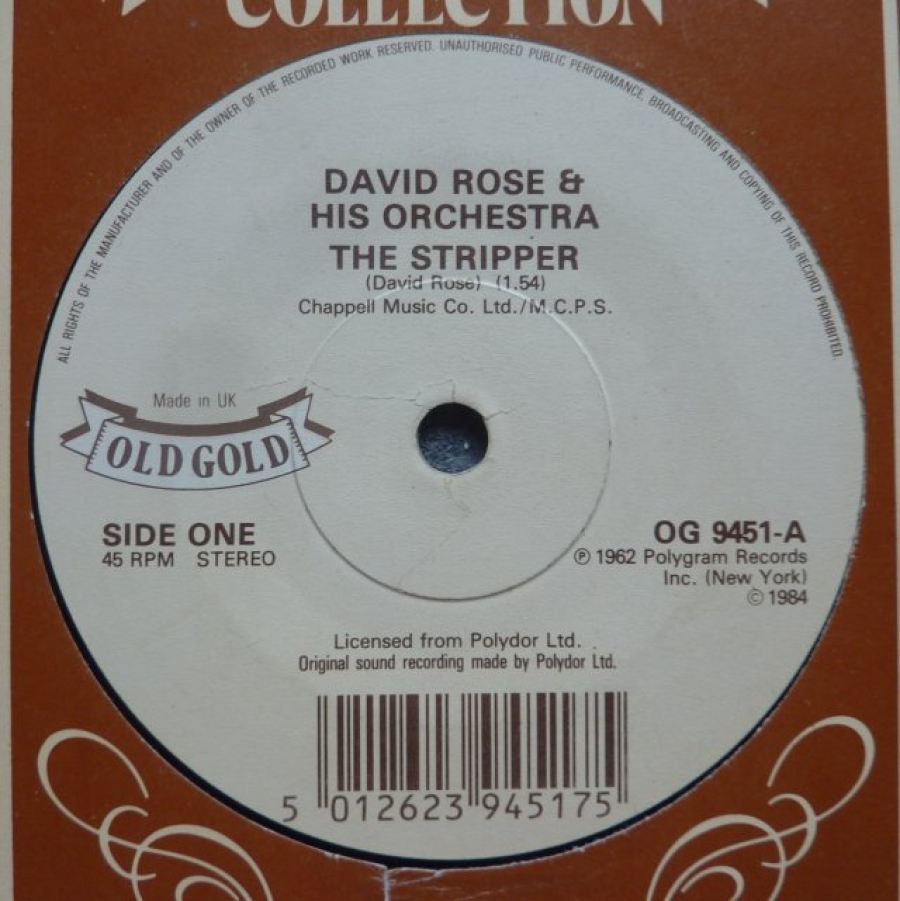 COLLECTION
ALL RIGHTS OF THE MANUFACTURER AND OF THE OWNER OF THE RECORDED WORK RESERVED. UNAUTHORISED PUBLIC PERFORMANCE, BROADCASTING AND COPYING OF THIS RECORD PROHIBITED.
DAVID ROSE &
HIS ORCHESTRA
THE STRIPPER
(David Rose) (1.54)
Chappell Music Co. Ltd./M.C.P.S.
Made in UK
OLD GOLD
SIDE ONE
45 RPM STEREO
OG 9451-A
℗ 1962 Polygram Records
Inc. (New York)
© 1984
Licensed from Polydor Ltd.
Original sound recording made by Polydor Ltd.
5 012623 945175